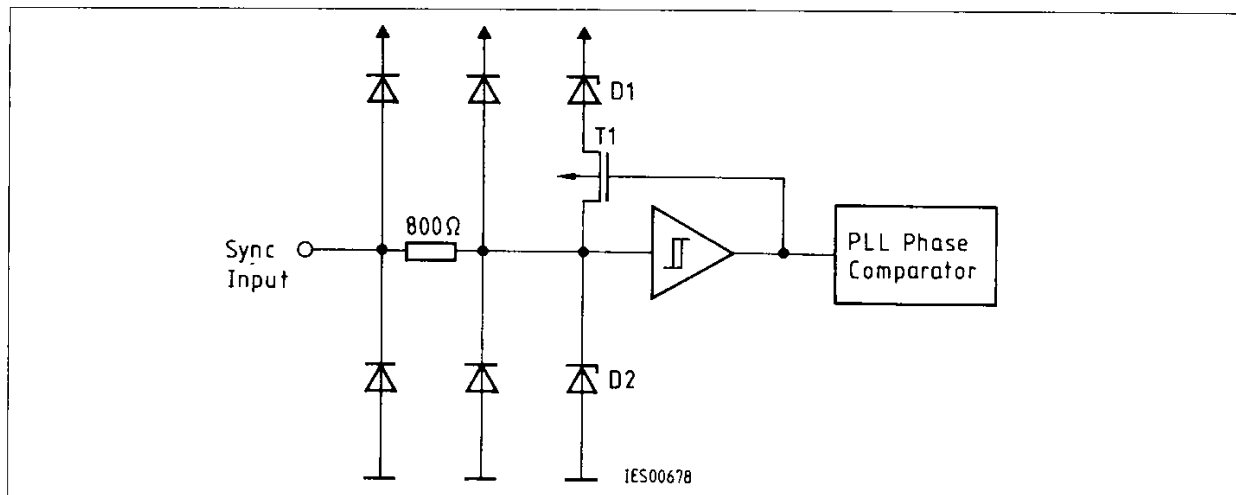 D1
T1
800Ω
Sync
Input
PLL Phase
Comparator
D2
IES00678